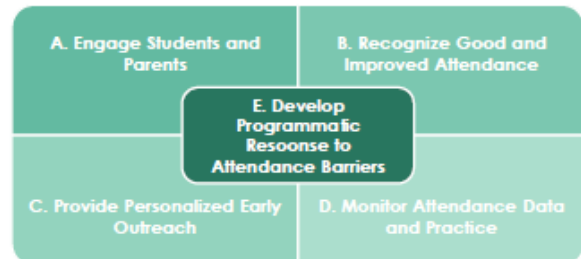 A. Engage Students and
Parents
B. Recognize Good and
Improved Attendance
E. Develop
Programmatic
Resoonse to
Attendance Barriers
C. Provide Personalized Early
Outreach
D. Monitor Attendance Data
and Practice